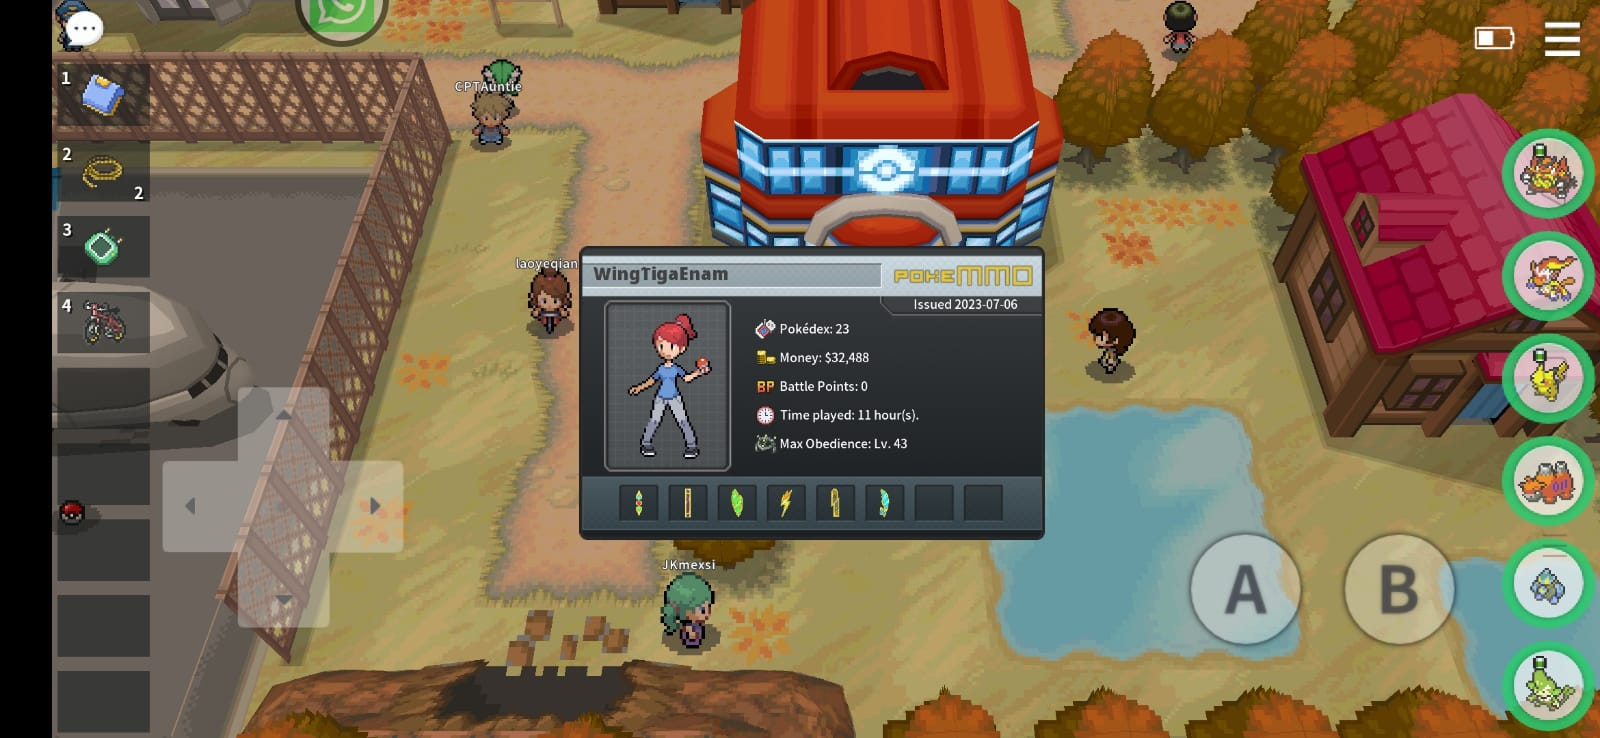 1
CPTAuntie
2
2
3
laoyeqian
WingTigaEnam
POKEMMO
Issued 2023-07-06
4
Pokédex: 23
Money: $32,488
BP Battle Points: 0
Time played: 11 hour(s).
Max Obedience: Lv. 43
JKmexsi
A
B